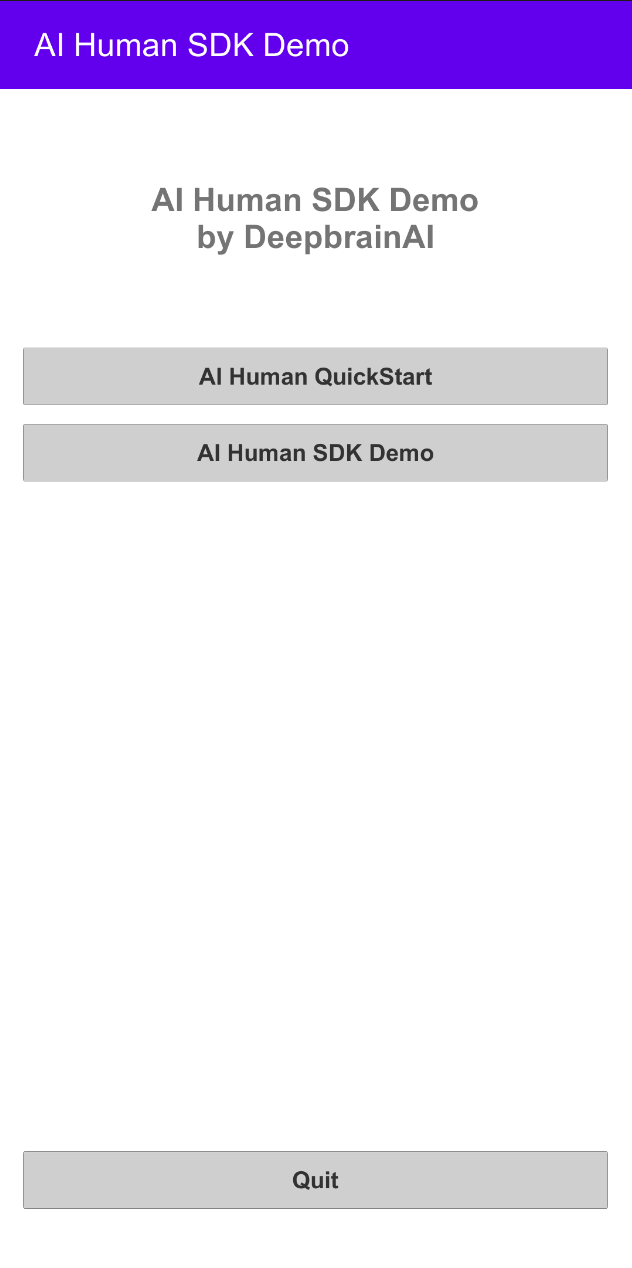 AI Human SDK Demo
AI Human SDK Demo
by DeepbrainAI
AI Human QuickStart
AI Human SDK Demo
Quit